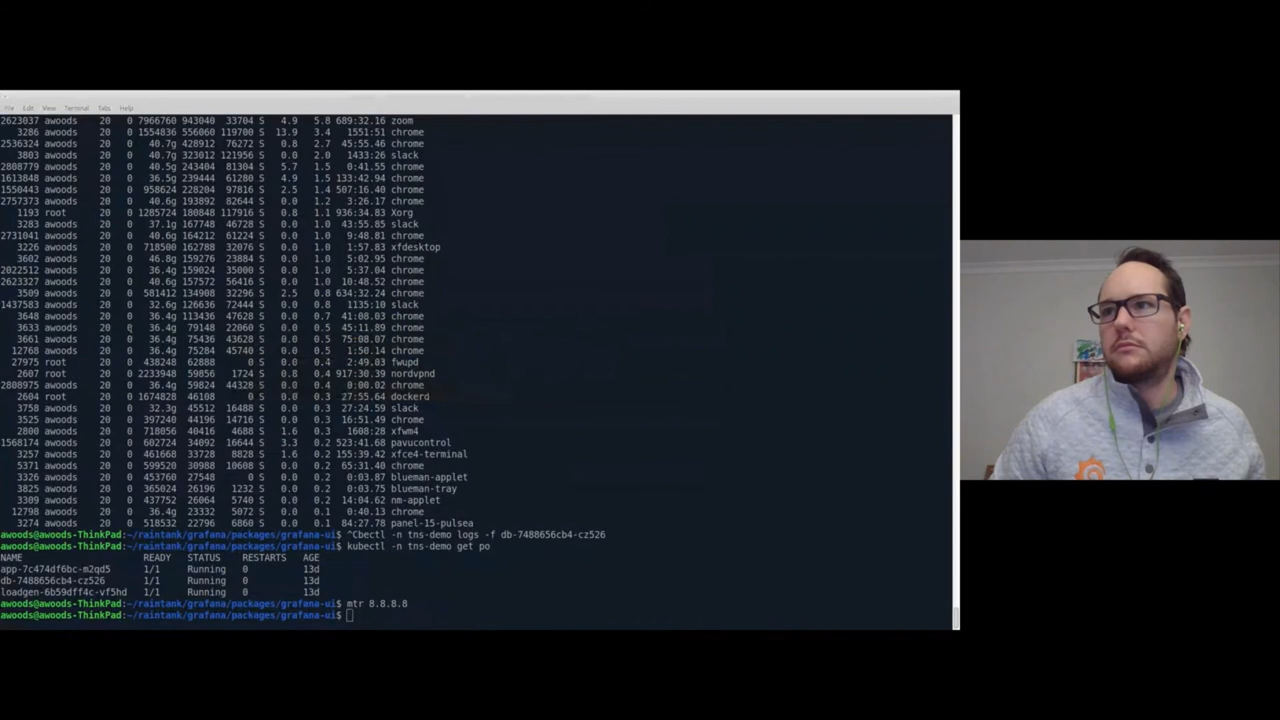 File Edit View Terminal Tabs Help
2623037 awoods 20 0 7966760 943040 33704 S 4.9 5.8 689:32.16 zoom
3286 awoods 20 0 1554836 556060 119700 S 13.9 3.4 1551:51 chrome
2536324 awoods 20 0 40.7g 428912 76272 S 0.8 2.7 45:55.46 chrome
3803 awoods 20 0 40.7g 323012 121956 S 0.0 2.0 1433:26 slack
2808779 awoods 20 0 40.5g 243404 81304 S 5.7 1.5 0:41.55 chrome
1613848 awoods 20 0 36.5g 239444 61280 S 4.9 1.5 133:42.94 chrome
1550443 awoods 20 0 958624 228204 97816 S 2.5 1.4 507:16.40 chrome
2757373 awoods 20 0 40.6g 193892 82644 S 0.0 1.2 3:26.17 chrome
1193 root 20 0 1285724 180848 117916 S 0.8 1.1 936:34.83 Xorg
3283 awoods 20 0 37.1g 167748 46728 S 0.0 1.0 43:55.85 slack
2731041 awoods 20 0 40.6g 164412 61224 S 0.0 1.0 9:48.81 chrome
3226 awoods 20 0 718500 162788 32076 S 0.0 1.0 1:57.83 xfdesktop
3602 awoods 20 0 46.8g 159276 23884 S 0.0 1.0 5:02.95 chrome
2022512 awoods 20 0 36.4g 159024 35000 S 0.0 1.0 5:37.04 chrome
2623327 awoods 20 0 40.6g 157572 56416 S 0.0 1.0 10:48.52 chrome
3509 awoods 20 0 581412 134908 32296 S 2.5 0.8 634:32.24 chrome
1437583 awoods 20 0 32.6g 126636 72444 S 0.0 0.8 1135:10 slack
3648 awoods 20 0 36.4g 113436 47628 S 0.0 0.7 41:08.03 chrome
3633 awoods 20 0 36.4g 79148 22060 S 0.0 0.5 45:11.89 chrome
3661 awoods 20 0 36.4g 75436 43628 S 0.0 0.5 75:08.07 chrome
12768 awoods 20 0 36.4g 75284 45740 S 0.0 0.5 1:50.14 chrome
27975 root 20 0 438248 62888 0 S 0.0 0.4 2:49.03 fwupd
2607 root 20 0 2233948 59856 1724 S 0.8 0.4 917:30.39 nordvpnd
2808975 awoods 20 0 36.4g 59824 44328 S 0.0 0.4 0:00.02 chrome
2604 root 20 0 1674828 46108 0 S 0.0 0.3 27:55.64 dockerd
3758 awoods 20 0 32.3g 45512 16488 S 0.0 0.3 27:24.59 slack
3525 awoods 20 0 397240 44196 14716 S 0.0 0.3 16:51.49 chrome
2800 awoods 20 0 718056 40416 4688 S 1.6 0.3 1608:28 xfwm4
1568174 awoods 20 0 602724 34092 16644 S 3.3 0.2 523:41.68 pavucontrol
3257 awoods 20 0 461668 33728 8828 S 1.6 0.2 155:39.42 xfce4-terminal
5371 awoods 20 0 599520 30988 10608 S 0.0 0.2 65:31.40 chrome
3326 awoods 20 0 453760 27548 0 S 0.0 0.2 0:03.87 blueman-applet
3825 awoods 20 0 365024 26196 1232 S 0.0 0.2 0:03.75 blueman-tray
3309 awoods 20 0 437752 26064 5740 S 0.0 0.2 14:04.62 nm-applet
12798 awoods 20 0 36.4g 23332 5072 S 0.0 0.1 0:40.13 chrome
3274 awoods 20 0 518532 22796 6860 S 0.0 0.1 84:27.78 panel-15-pulsea
awoods@awoods-ThinkPad:~/raintank/grafana/packages/grafana-ui$ ^Cbectl -n tns-demo logs -f db-7488656cb4-cz526
awoods@awoods-ThinkPad:~/raintank/grafana/packages/grafana-ui$ kubectl -n tns-demo get po
NAME READY STATUS RESTARTS AGE
app-7c474df6bc-m2qd5 1/1 Running 0 13d
db-7488656cb4-cz526 1/1 Running 0 13d
loadgen-6b59dff4c-vf5hd 1/1 Running 0 13d
awoods@awoods-ThinkPad:~/raintank/grafana/packages/grafana-ui$ mtr 8.8.8.8
awoods@awoods-ThinkPad:~/raintank/grafana/packages/grafana-ui$